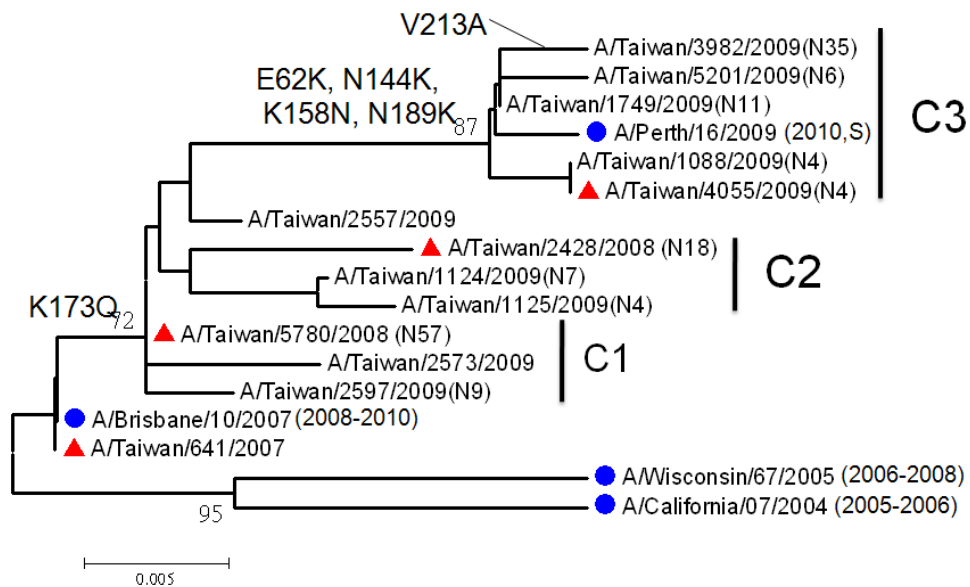 V213A
A/Taiwan/3982/2009(N35)
E62K, N144K,
K158N, N189K
A/Taiwan/5201/2009(N6)
A/Taiwan/1749/2009(N11)
87
A/Perth/16/2009 (2010,S)
C3
A/Taiwan/1088/2009(N4)
A/Taiwan/4055/2009(N4)
A/Taiwan/2557/2009
A/Taiwan/2428/2008 (N18)
A/Taiwan/1124/2009(N7)
C2
A/Taiwan/1125/2009(N4)
K173Q
72
A/Taiwan/5780/2008 (N57)
A/Taiwan/2573/2009
C1
A/Taiwan/2597/2009(N9)
A/Brisbane/10/2007 (2008-2010)
A/Taiwan/641/2007
A/Wisconsin/67/2005 (2006-2008)
A/California/07/2004 (2005-2006)
95
0.005